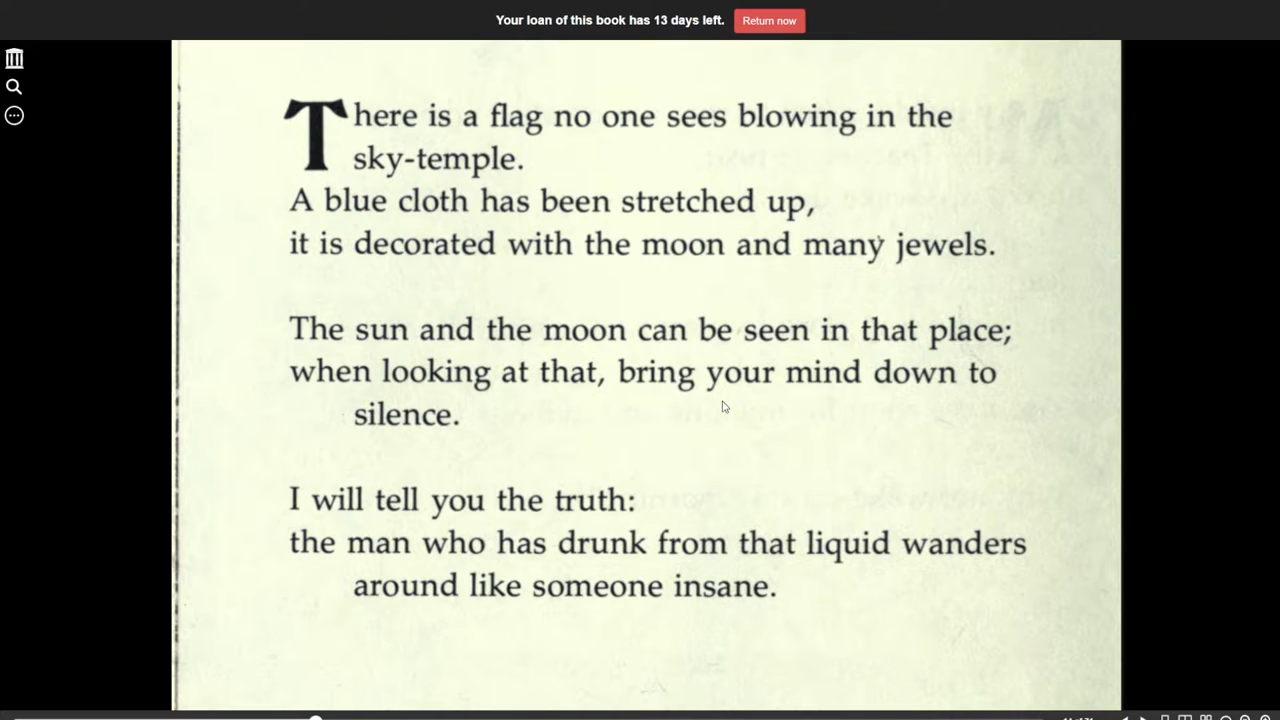 Your loan of this book has 13 days left. Return now
There is a flag no one sees blowing in the
sky-temple.
A blue cloth has been stretched up,
it is decorated with the moon and many jewels.
The sun and the moon can be seen in that place;
when looking at that, bring your mind down to
silence.
I will tell you the truth:
the man who has drunk from that liquid wanders
around like someone insane.